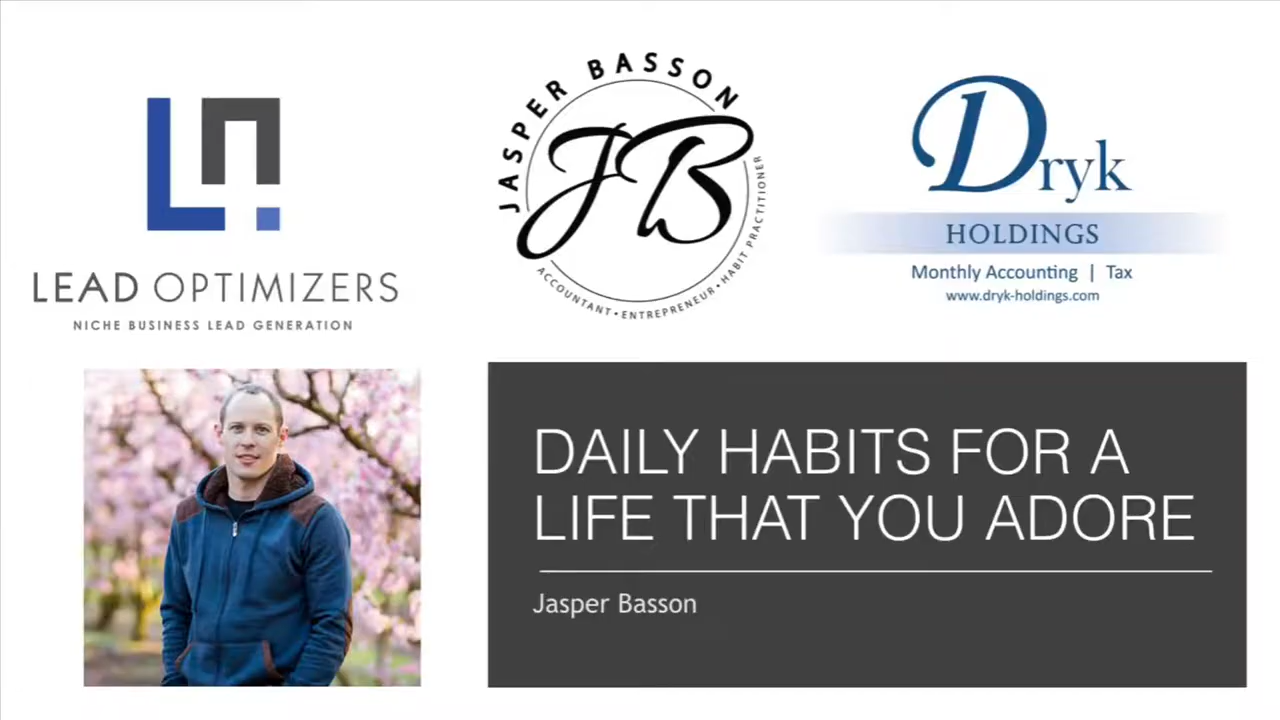 LEAD OPTIMIZERS
NICHE BUSINESS LEAD GENERATION
JASPER BASSON
JB
ACCOUNTANT • ENTREPRENEUR • HABIT PRACTITIONER
Dryk
HOLDINGS
Monthly Accounting | Tax
www.dryk-holdings.com
DAILY HABITS FOR A
LIFE THAT YOU ADORE
Jasper Basson